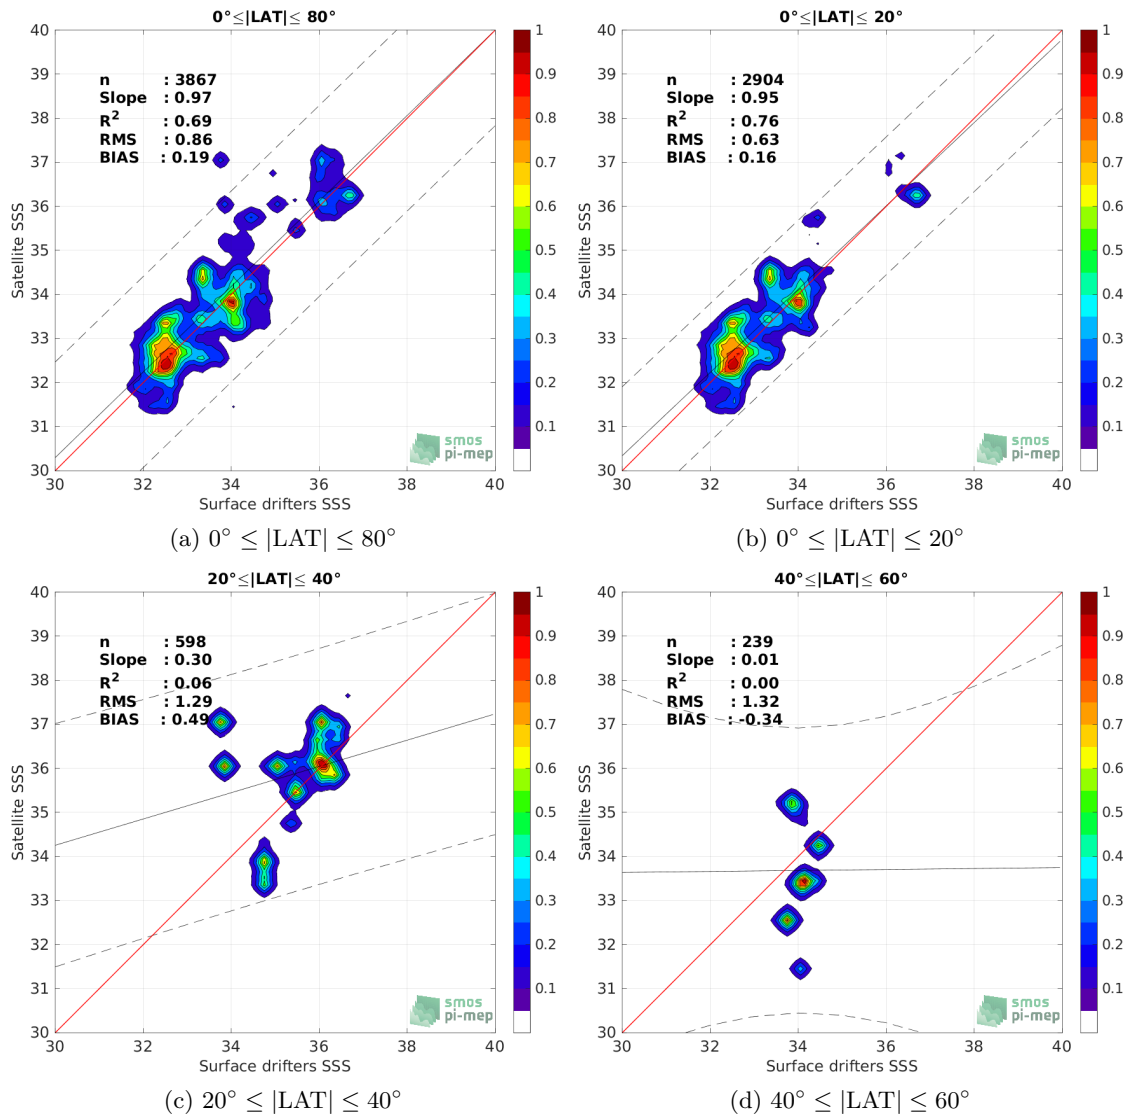 0°≤|LAT|≤ 80°
n : 3867
Slope : 0.97
R² : 0.69
RMS : 0.86
BIAS : 0.19
Satellite SSS
40
39
38
37
36
35
34
33
32
31
30
30 32 34 36 38 40
Surface drifters SSS
1
0.9
0.8
0.7
0.6
0.5
0.4
0.3
0.2
0.1
smos
pi-mep
(a) 0° ≤ |LAT| ≤ 80°
0°≤|LAT|≤ 20°
n : 2904
Slope : 0.95
R² : 0.76
RMS : 0.63
BIAS : 0.16
Satellite SSS
40
39
38
37
36
35
34
33
32
31
30
30 32 34 36 38 40
Surface drifters SSS
1
0.9
0.8
0.7
0.6
0.5
0.4
0.3
0.2
0.1
smos
pi-mep
(b) 0° ≤ |LAT| ≤ 20°
20°≤|LAT|≤ 40°
n : 598
Slope : 0.30
R² : 0.06
RMS : 1.29
BIAS : 0.49
Satellite SSS
40
39
38
37
36
35
34
33
32
31
30
30 32 34 36 38 40
Surface drifters SSS
1
0.9
0.8
0.7
0.6
0.5
0.4
0.3
0.2
0.1
smos
pi-mep
(c) 20° ≤ |LAT| ≤ 40°
40°≤|LAT|≤ 60°
n : 239
Slope : 0.01
R² : 0.00
RMS : 1.32
BIAS : -0.34
Satellite SSS
40
39
38
37
36
35
34
33
32
31
30
30 32 34 36 38 40
Surface drifters SSS
1
0.9
0.8
0.7
0.6
0.5
0.4
0.3
0.2
0.1
smos
pi-mep
(d) 40° ≤ |LAT| ≤ 60°